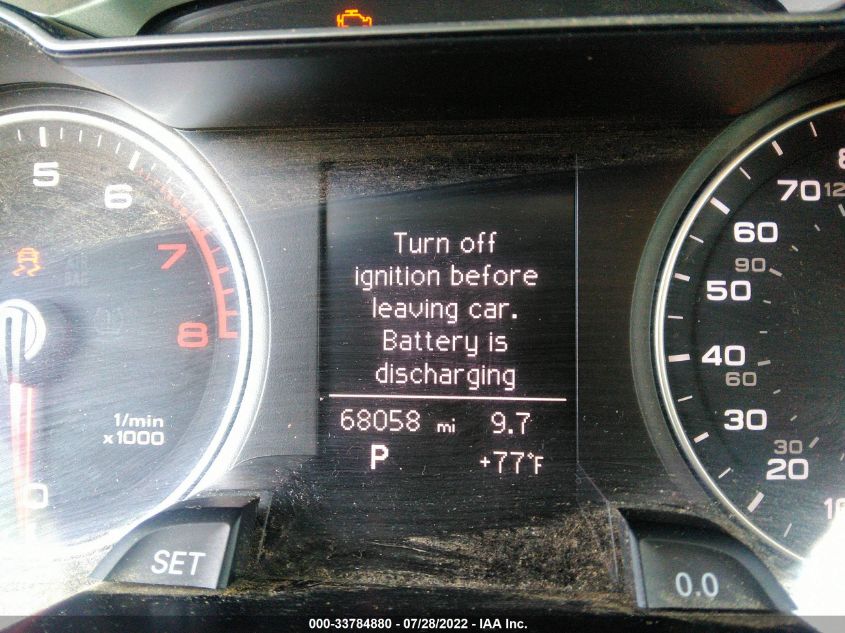 5
6
7
8
1/min
x1000
0
SET
Turn off
ignition before
leaving car.
Battery is
discharging
68058 mi 9.7
P +77°F
70
60
90
50
40
60
30
30
20
0.0
000-33784880 - 07/28/2022 - IAA Inc.